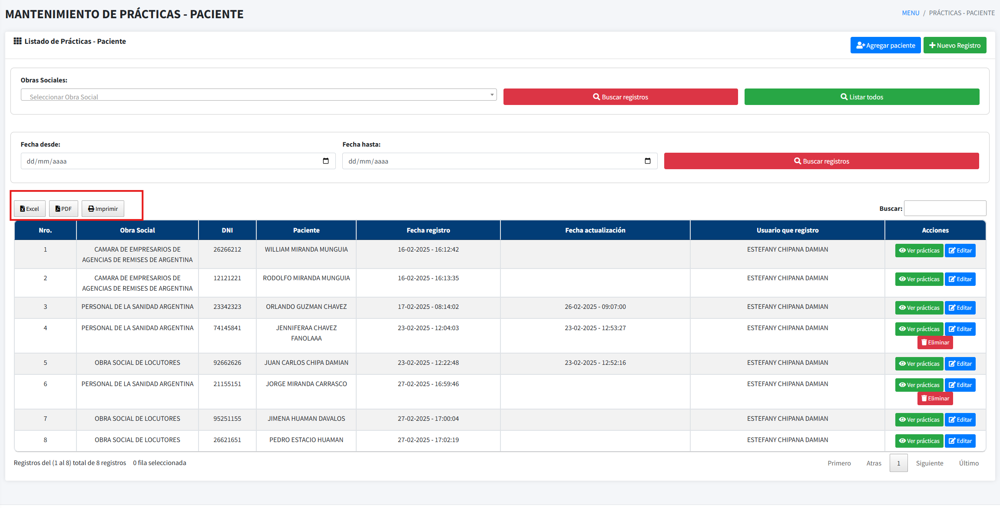 MANTENIMIENTO DE PRÁCTICAS - PACIENTE
MENU / PRÁCTICAS - PACIENTE
Listado de Prácticas - Paciente
Agregar paciente
Nuevo Registro
Obras Sociales:
Seleccionar Obra Social
Buscar registros
Listar todos
Fecha desde:
Fecha hasta:
dd/mm/aaaa
dd/mm/aaaa
Buscar registros
Excel
PDF
Imprimir
Buscar:
Nro. Obra Social DNI Paciente Fecha registro Fecha actualización Usuario que registro Acciones
1 CAMARA DE EMPRESARIOS DE 26266212 WILLIAM MIRANDA MUNGUIA 16-02-2025 - 16:12:42 ESTEFANY CHIPANA DAMIAN Ver prácticas Editar
AGENCIAS DE REMISES DE ARGENTINA
2 CAMARA DE EMPRESARIOS DE 12121221 RODOLFO MIRANDA MUNGUIA 16-02-2025 - 16:13:35 ESTEFANY CHIPANA DAMIAN Ver prácticas Editar
AGENCIAS DE REMISES DE ARGENTINA
3 PERSONAL DE LA SANIDAD ARGENTINA 23342323 ORLANDO GUZMAN CHAVEZ 17-02-2025 - 08:14:02 26-02-2025 - 09:07:00 ESTEFANY CHIPANA DAMIAN Ver prácticas Editar
4 PERSONAL DE LA SANIDAD ARGENTINA 74145841 JENNIFERAA CHAVEZ 23-02-2025 - 12:04:03 23-02-2025 - 12:53:27 ESTEFANY CHIPANA DAMIAN Ver prácticas Editar
FANOLAAA Eliminar
5 OBRA SOCIAL DE LOCUTORES 92662626 JUAN CARLOS CHIPA DAMIAN 23-02-2025 - 12:22:48 23-02-2025 - 12:52:16 ESTEFANY CHIPANA DAMIAN Ver prácticas Editar
6 PERSONAL DE LA SANIDAD ARGENTINA 21155151 JORGE MIRANDA CARRASCO 27-02-2025 - 16:59:46 ESTEFANY CHIPANA DAMIAN Ver prácticas Editar
Eliminar
7 OBRA SOCIAL DE LOCUTORES 95251155 JIMENA HUAMAN DAVALOS 27-02-2025 - 17:00:04 ESTEFANY CHIPANA DAMIAN Ver prácticas Editar
8 OBRA SOCIAL DE LOCUTORES 26621651 PEDRO ESTACIO HUAMAN 27-02-2025 - 17:02:19 ESTEFANY CHIPANA DAMIAN Ver prácticas Editar
Registros del (1 al 8) total de 8 registros 0 fila seleccionada
Primero Atras 1 Siguiente Último